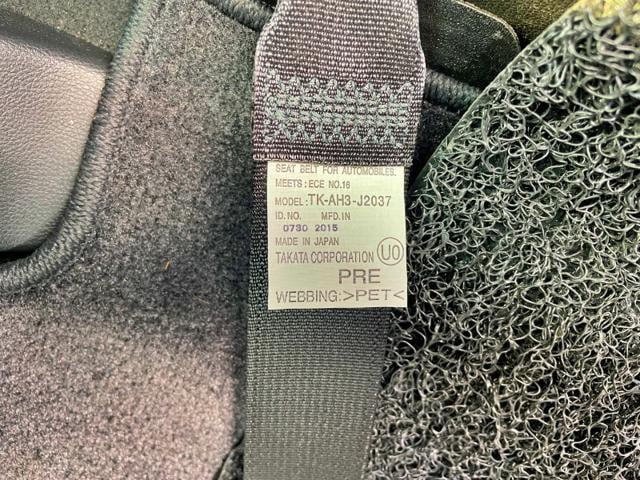 SEAT BELT FOR AUTOMOBILES.
MEETS: ECE NO.16
MODEL: TK-AH3-J2037
ID.NO. MFD.IN
0730 2015
MADE IN JAPAN
TAKATA CORPORATION UO
PRE
WEBBING: >PET<